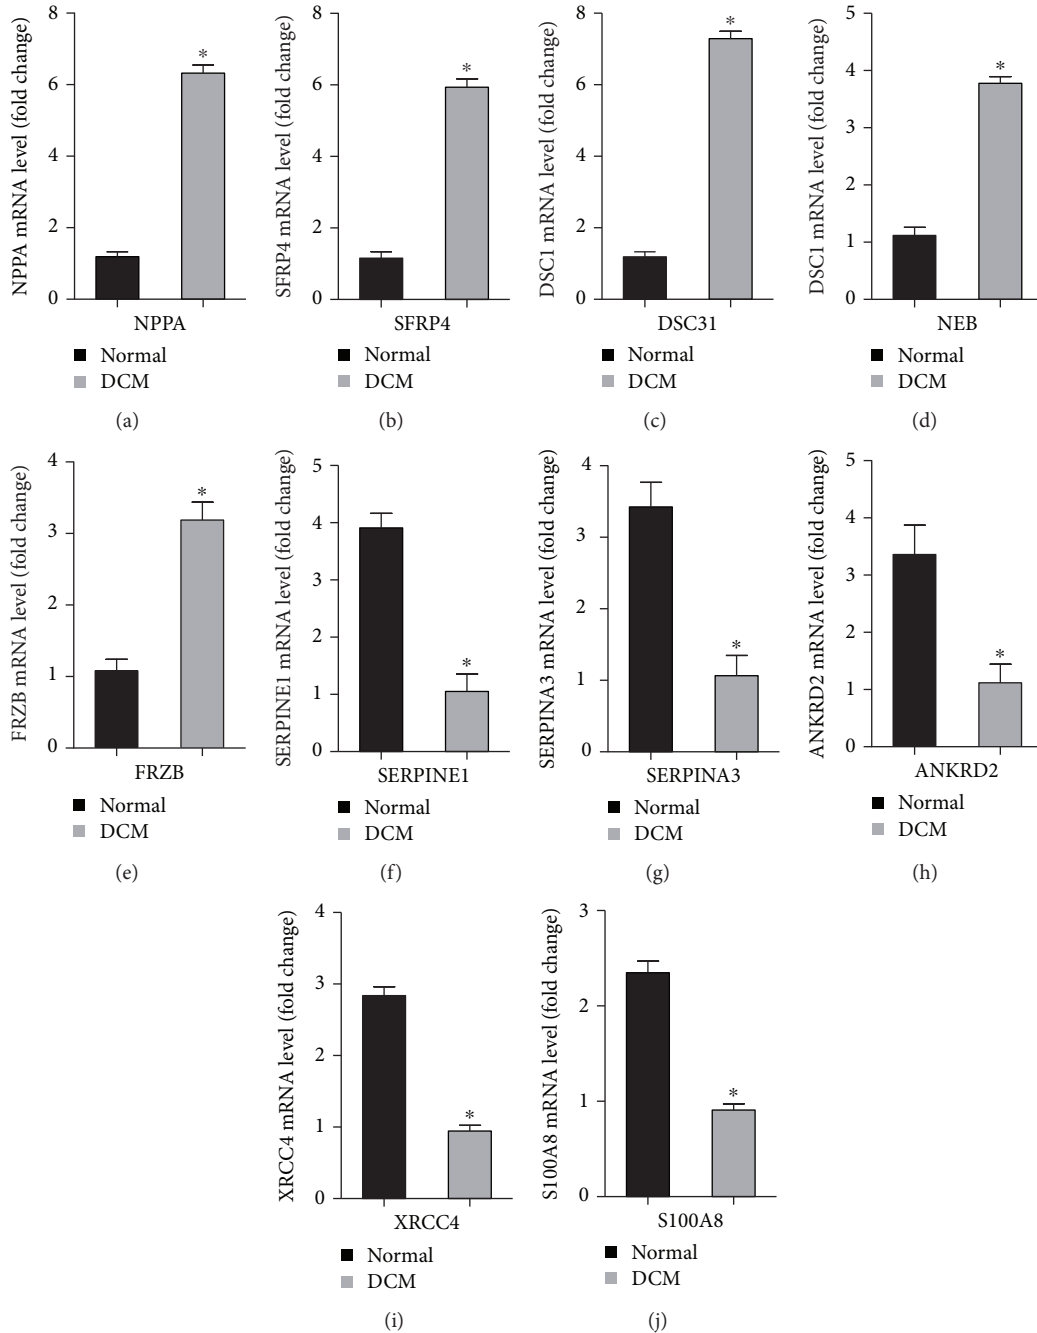 NPPA mRNA level (fold change)
8
6
4
2
0
*
NPPA
Normal
DCM
(a)
SFRP4 mRNA level (fold change)
8
6
4
2
0
*
SFRP4
Normal
DCM
(b)
DSC1 mRNA level (fold change)
8
6
4
2
0
*
DSC31
Normal
DCM
(c)
DSC1 mRNA level (fold change)
5
4
3
2
1
0
*
NEB
Normal
DCM
(d)
FRZB mRNA level (fold change)
4
3
2
1
0
*
FRZB
Normal
DCM
(e)
SERPINE1 mRNA level (fold change)
5
4
3
2
1
0
*
SERPINE1
Normal
DCM
(f)
SERPINA3 mRNA level (fold change)
4
3
2
1
0
*
SERPINA3
Normal
DCM
(g)
ANKRD2 mRNA level (fold change)
5
4
3
2
1
0
*
ANKRD2
Normal
DCM
(h)
XRCC4 mRNA level (fold change)
4
3
2
1
0
*
XRCC4
Normal
DCM
(i)
S100A8 mRNA level (fold change)
3
2
1
0
*
S100A8
Normal
DCM
(j)